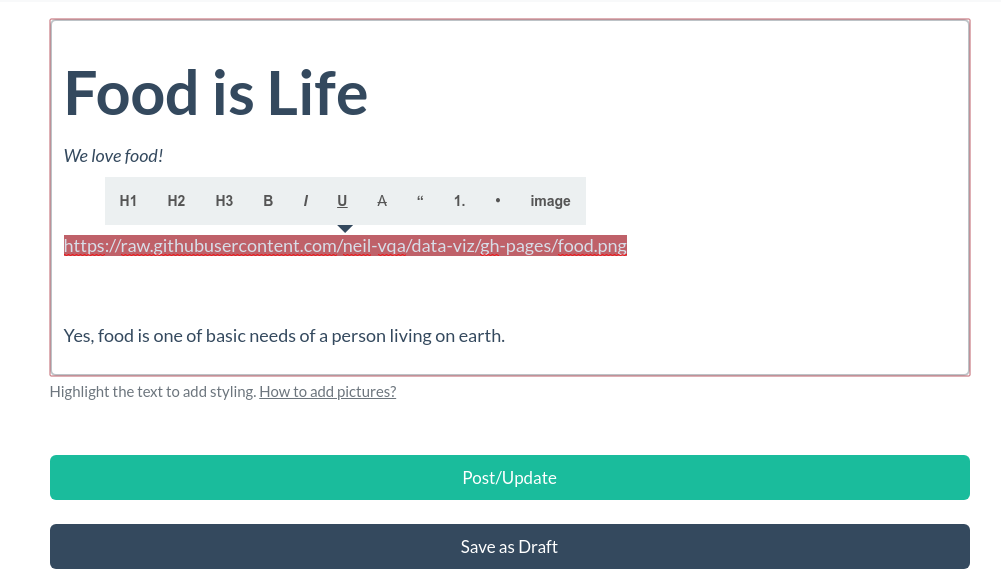 Food is Life
We love food!
H1 H2 H3 B I U A “ 1. • image
https://raw.githubusercontent.com/neil-vqa/data-viz/gh-pages/food.png
Yes, food is one of basic needs of a person living on earth.
Highlight the text to add styling. How to add pictures?
Post/Update
Save as Draft